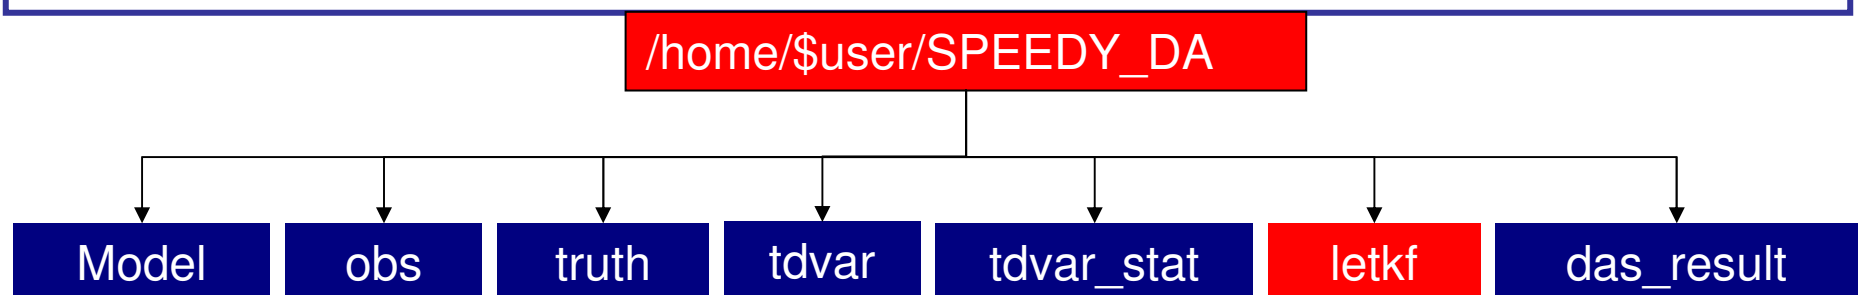 /home/$user/SPEEDY_DA
Model
obs
truth
tdvar
tdvar_stat
letkf
das_result